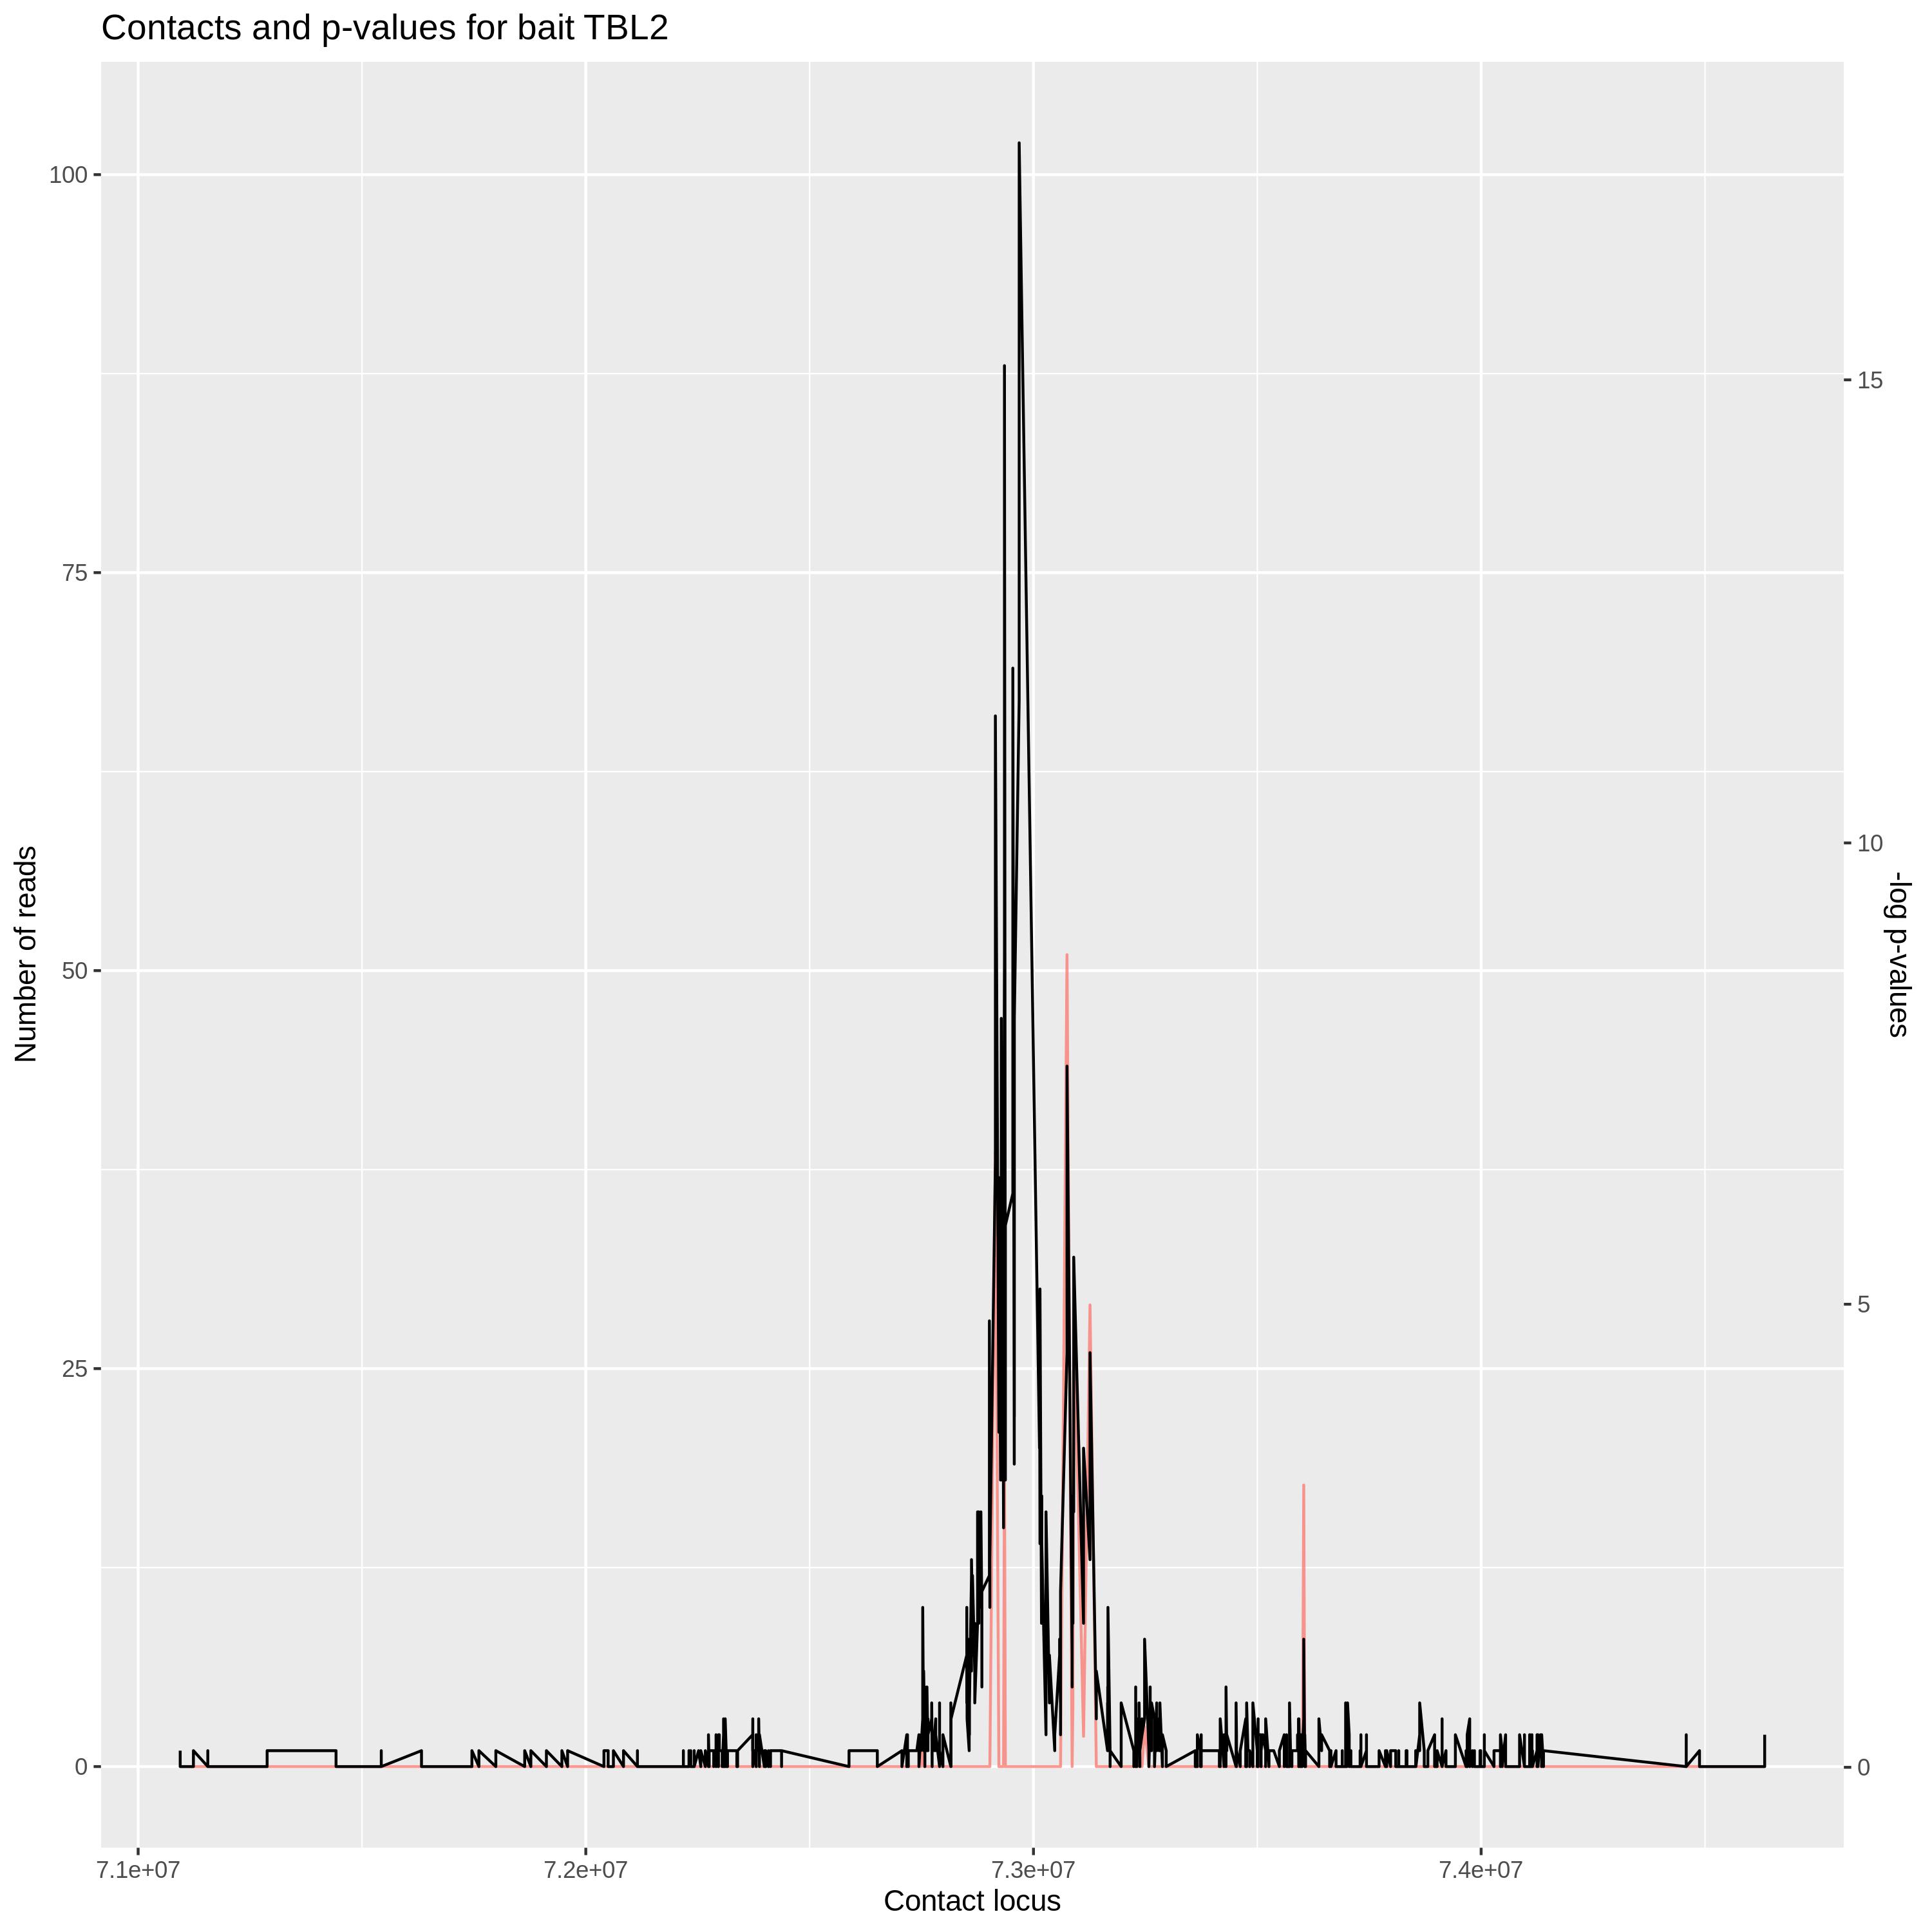 Contacts and p-values for bait TBL2
100
75
50
25
0
Number of reads
15
10
5
0
-log p-values
7.1e+07
7.2e+07
7.3e+07
7.4e+07
Contact locus